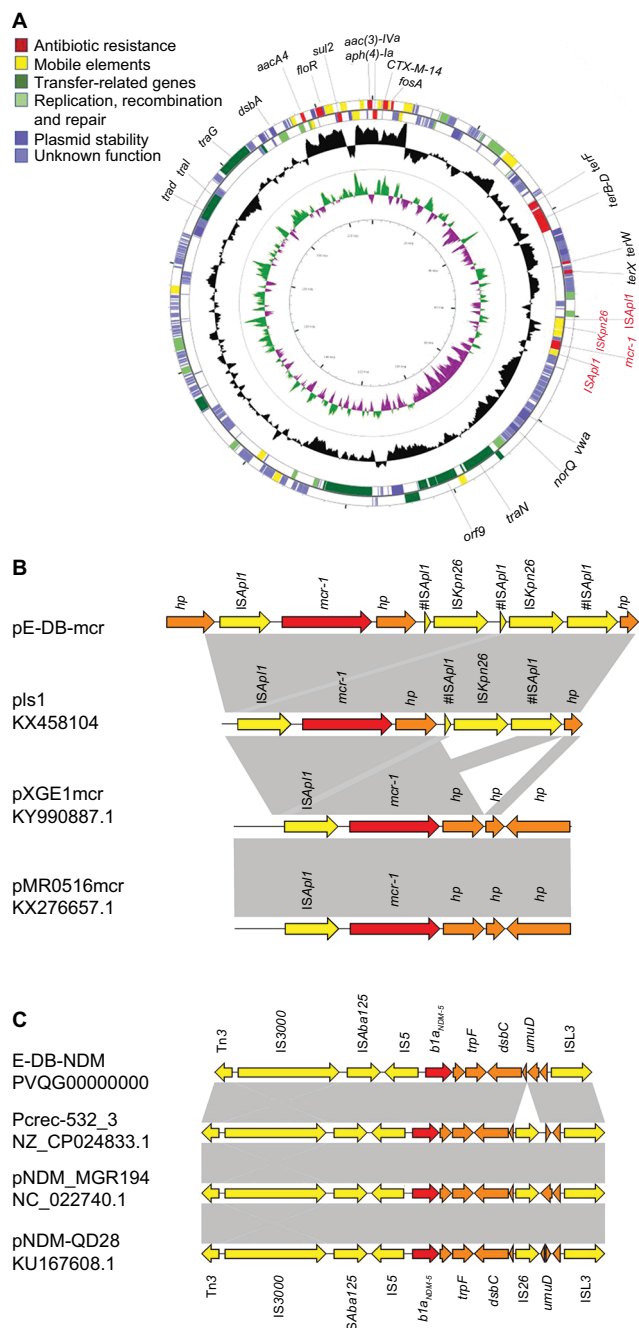 A
Antibiotic resistance
Mobile elements
Transfer-related genes
Replication, recombination
and repair
Plasmid stability
Unknown function
trad
traI
traG
dsbA
aacA4
floR
sul2
aac(3)-IVa
aph(4)-Ia
CTX-M-14
fosA
terB-D terF
terX terW
ISApl1 ISKpn26
mcr-1 ISApl1
norQ vwa
traN
orf9
B
hp ISApl1 mcr-1 hp #ISApl1 ISKpn26 #ISApl1 ISKpn26 #ISApl1 hp
pE-DB-mcr
ISApl1 mcr-1 hp #ISApl1 ISKpn26 #ISApl1 hp
pIs1
KX458104
ISApl1 mcr-1 hp hp hp
pXGE1mcr
KY990887.1
ISApl1 mcr-1 hp hp hp
pMR0516mcr
KX276657.1
C
Tn3 IS3000 ISAba125 IS5 b1aNDM-5 trpF dsbC umuD ISL3
E-DB-NDM
PVQG00000000
Pcrec-532_3
NZ_CP024833.1
pNDM_MGR194
NC_022740.1
pNDM-QD28
KU167608.1
Tn3 IS3000 ISAba125 IS5 b1aNDM-5 trpF dsbC IS26 umuD ISL3